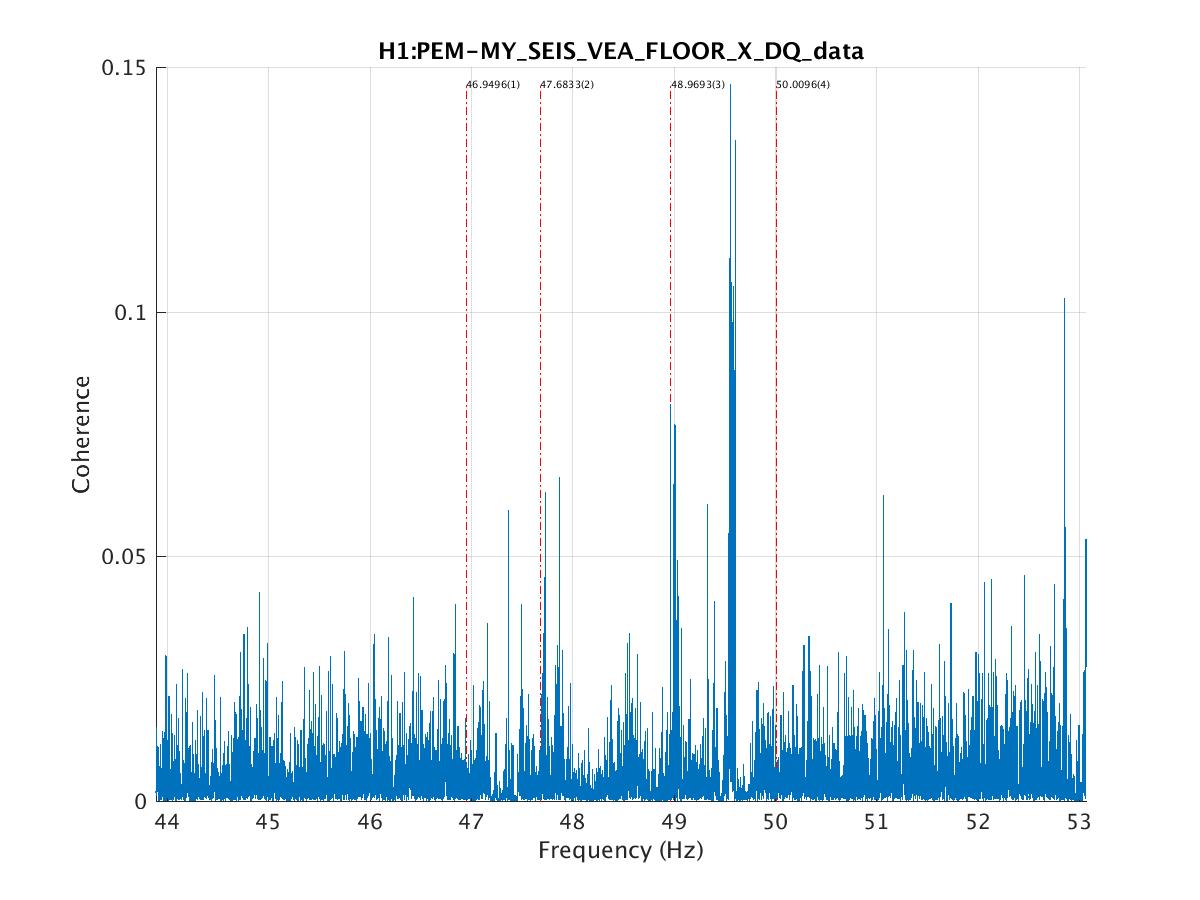 H1:PEM-MY_SEIS_VEA_FLOOR_X_DQ_data
0.15
46.9496(1) 47.6833(2) 48.9693(3) 50.0096(4)
0.1
Coherence
0.05
0
44 45 46 47 48 49 50 51 52 53
Frequency (Hz)